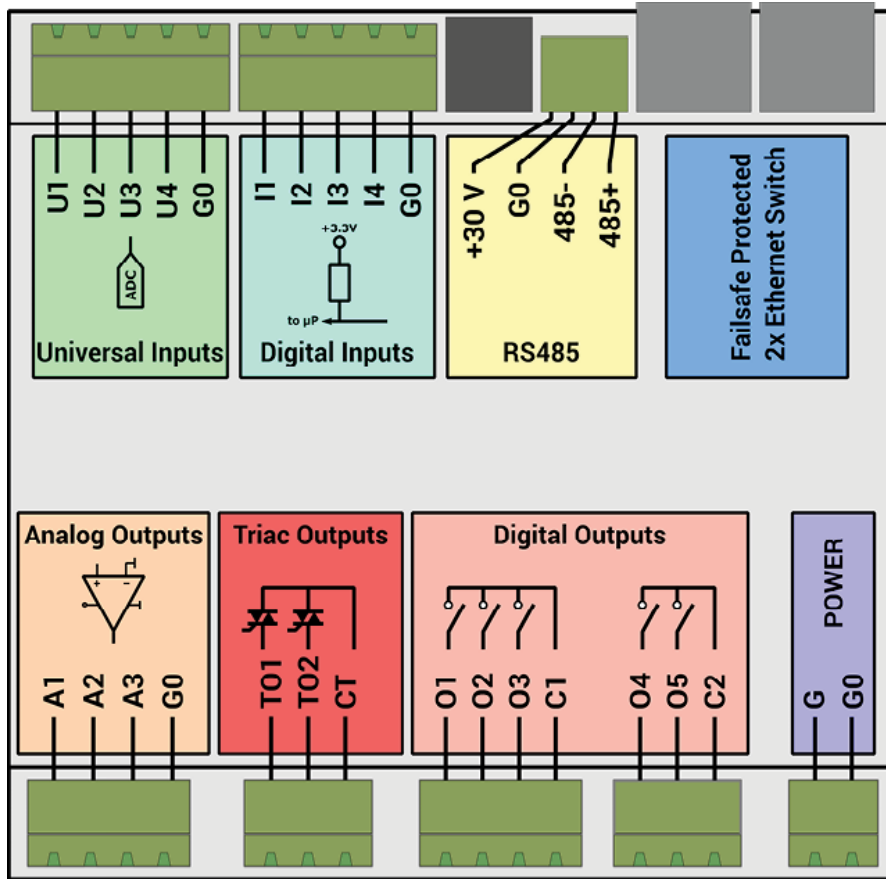 U1
U2
U3
U4
G0
ADC
Universal Inputs
I1
I2
I3
I4
G0
+3.3V
to µP
Digital Inputs
+30 V
G0
485-
485+
RS485
Failsafe Protected
2x Ethernet Switch
Analog Outputs
+
-
A1
A2
A3
G0
Triac Outputs
TO1
TO2
CT
Digital Outputs
O1
O2
O3
C1
O4
O5
C2
POWER
G
G0